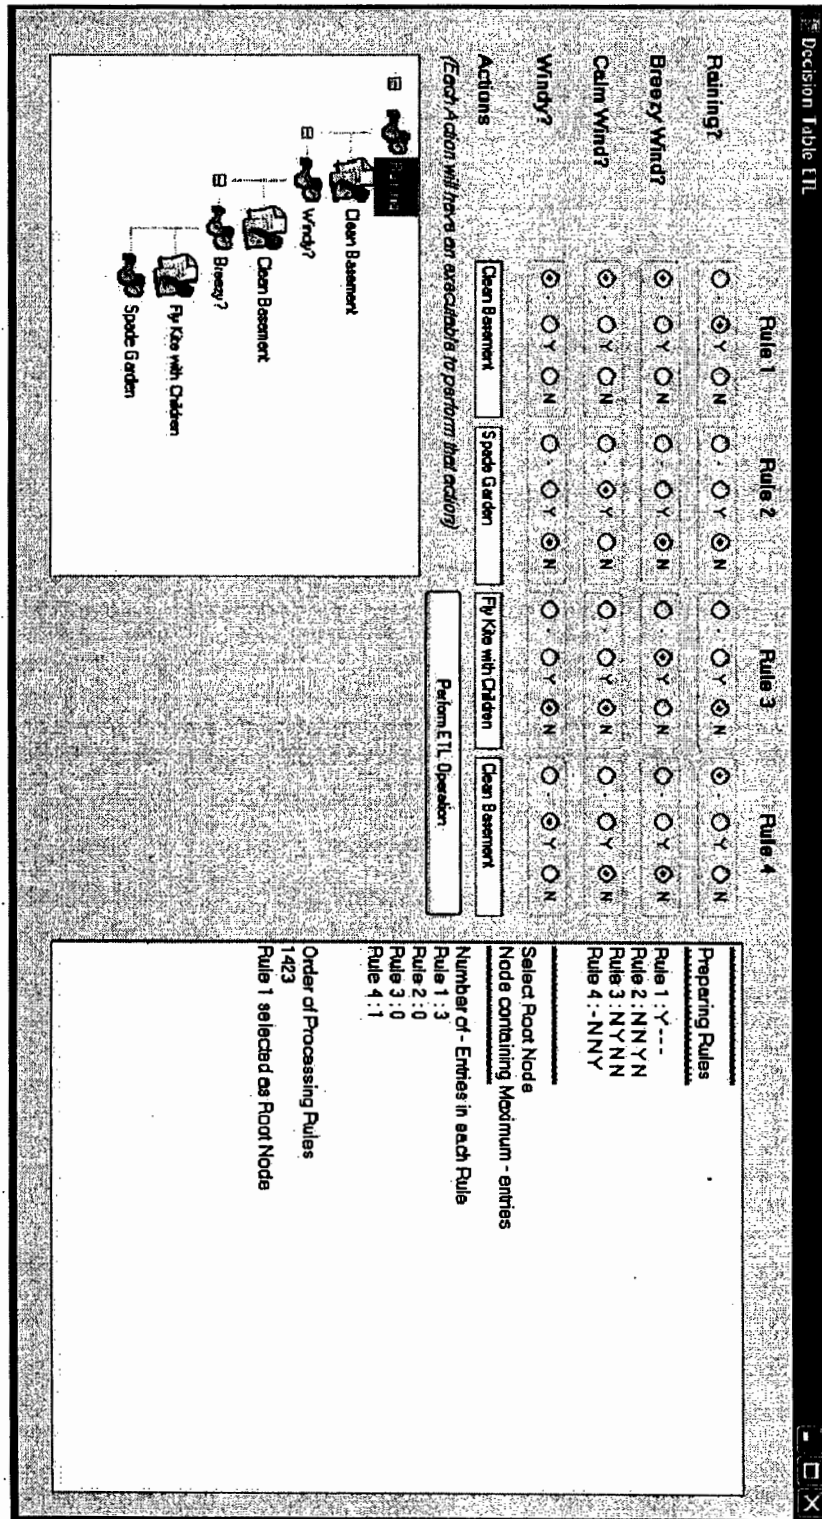 Decision Table ETL
Rule 1 Rule 2 Rule 3 Rule 4
Raining? - Y N - Y N - Y N - Y N
Breezy Wind? - Y N - Y N - Y N - Y N
Calm Wind? - Y N - Y N - Y N - Y N
Windy? - Y N - Y N - Y N - Y N
Actions Clean Basement Spade Garden Fly Kite with Children Clean Basement
(Each Action will have an executable to perform that action)
Perform ETL Operation
Clean Basement
Windy?
Clean Basement
Breezy?
Fly Kite with Children
Spade Garden
Preparing Rules
Rule 1 : Y - - -
Rule 2 : N N Y N
Rule 3 : N Y N N
Rule 4 : - N N Y
Select Root Node
Node containing Maximum - entries
Number of - Entries in each Rule
Rule 1 : 3
Rule 2 : 0
Rule 3 : 0
Rule 4 : 1
Order of Processing Rules
1423
Rule 1 selected as Root Node